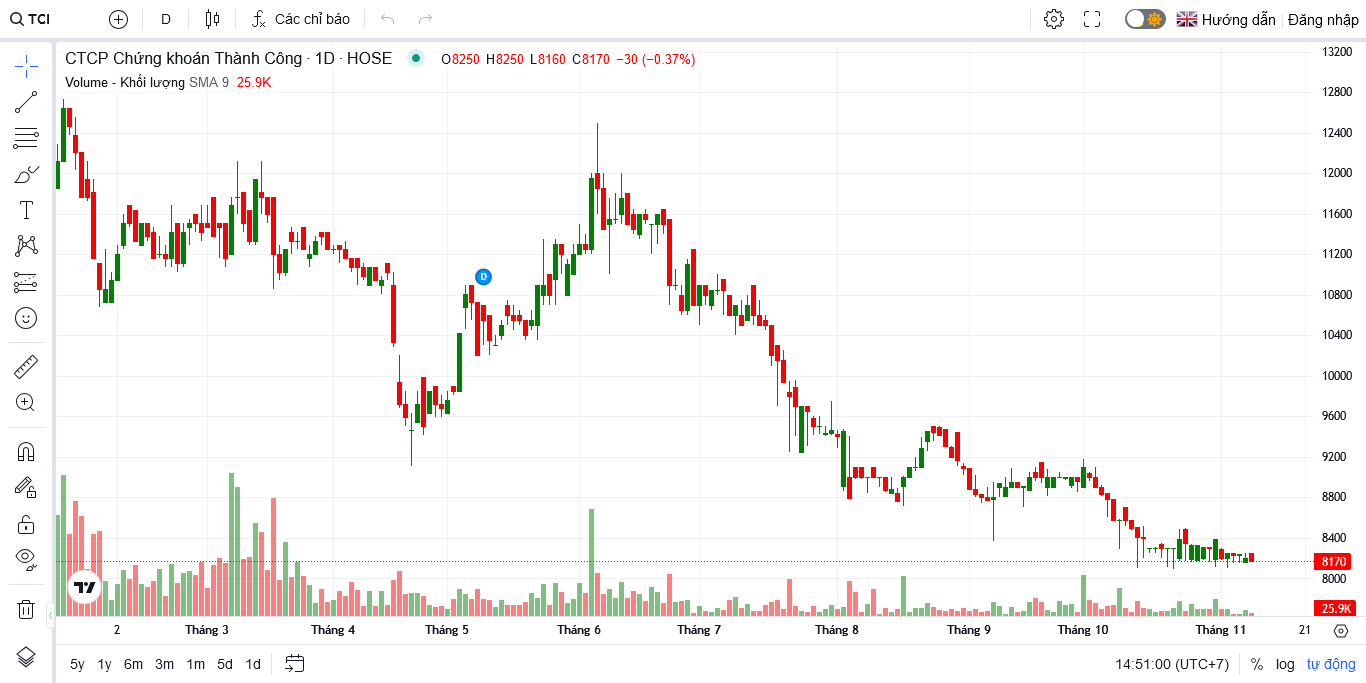 TCI D Các chỉ báo Hướng dẫn Đăng nhập
CTCP Chứng khoán Thành Công · 1D · HOSE O8250 H8250 L8160 C8170 −30 (−0.37%)
Volume - Khối lượng SMA 9 25.9K
D
13200
12800
12400
12000
11600
11200
10800
10400
10000
9600
9200
8800
8400
8170
8000
25.9K
2 Tháng 3 Tháng 4 Tháng 5 Tháng 6 Tháng 7 Tháng 8 Tháng 9 Tháng 10 Tháng 11 21
5y 1y 6m 3m 1m 5d 1d 14:51:00 (UTC+7) % log tự động